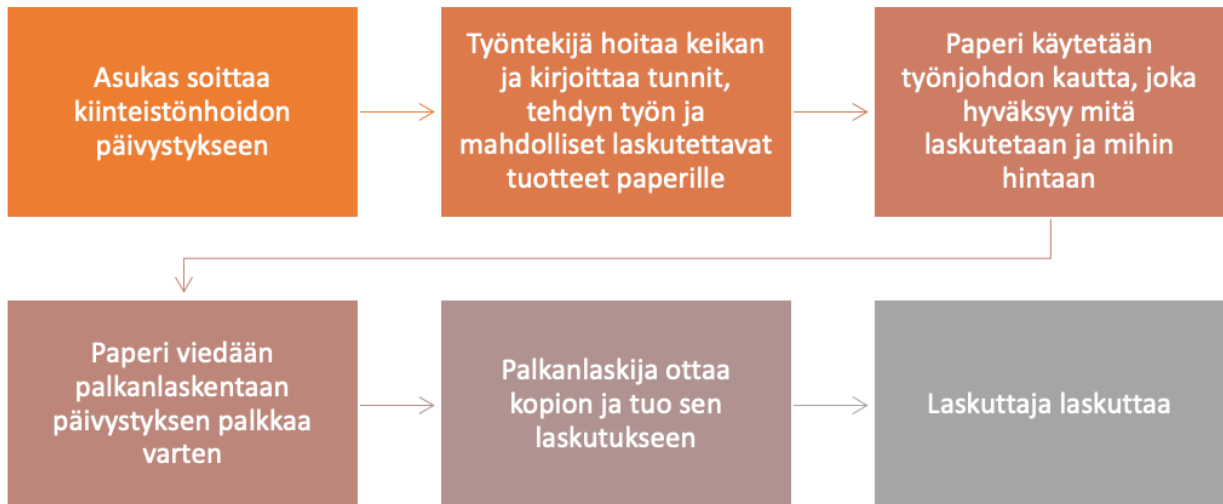 Asukas soittaa
kiinteistönhoidon
päivystykseen
Työntekijä hoitaa keikan
ja kirjoittaa tunnit,
tehdyn työn ja
mahdolliset laskutettavat
tuotteet paperille
Paperi käytetään
työnjohdon kautta, joka
hyväksyy mitä
laskutetaan ja mihin
hintaan
Paperi viedään
palkanlaskentaan
päivystyksen palkkaa
varten
Palkanlaskija ottaa
kopion ja tuo sen
laskutukseen
Laskuttaja laskuttaa